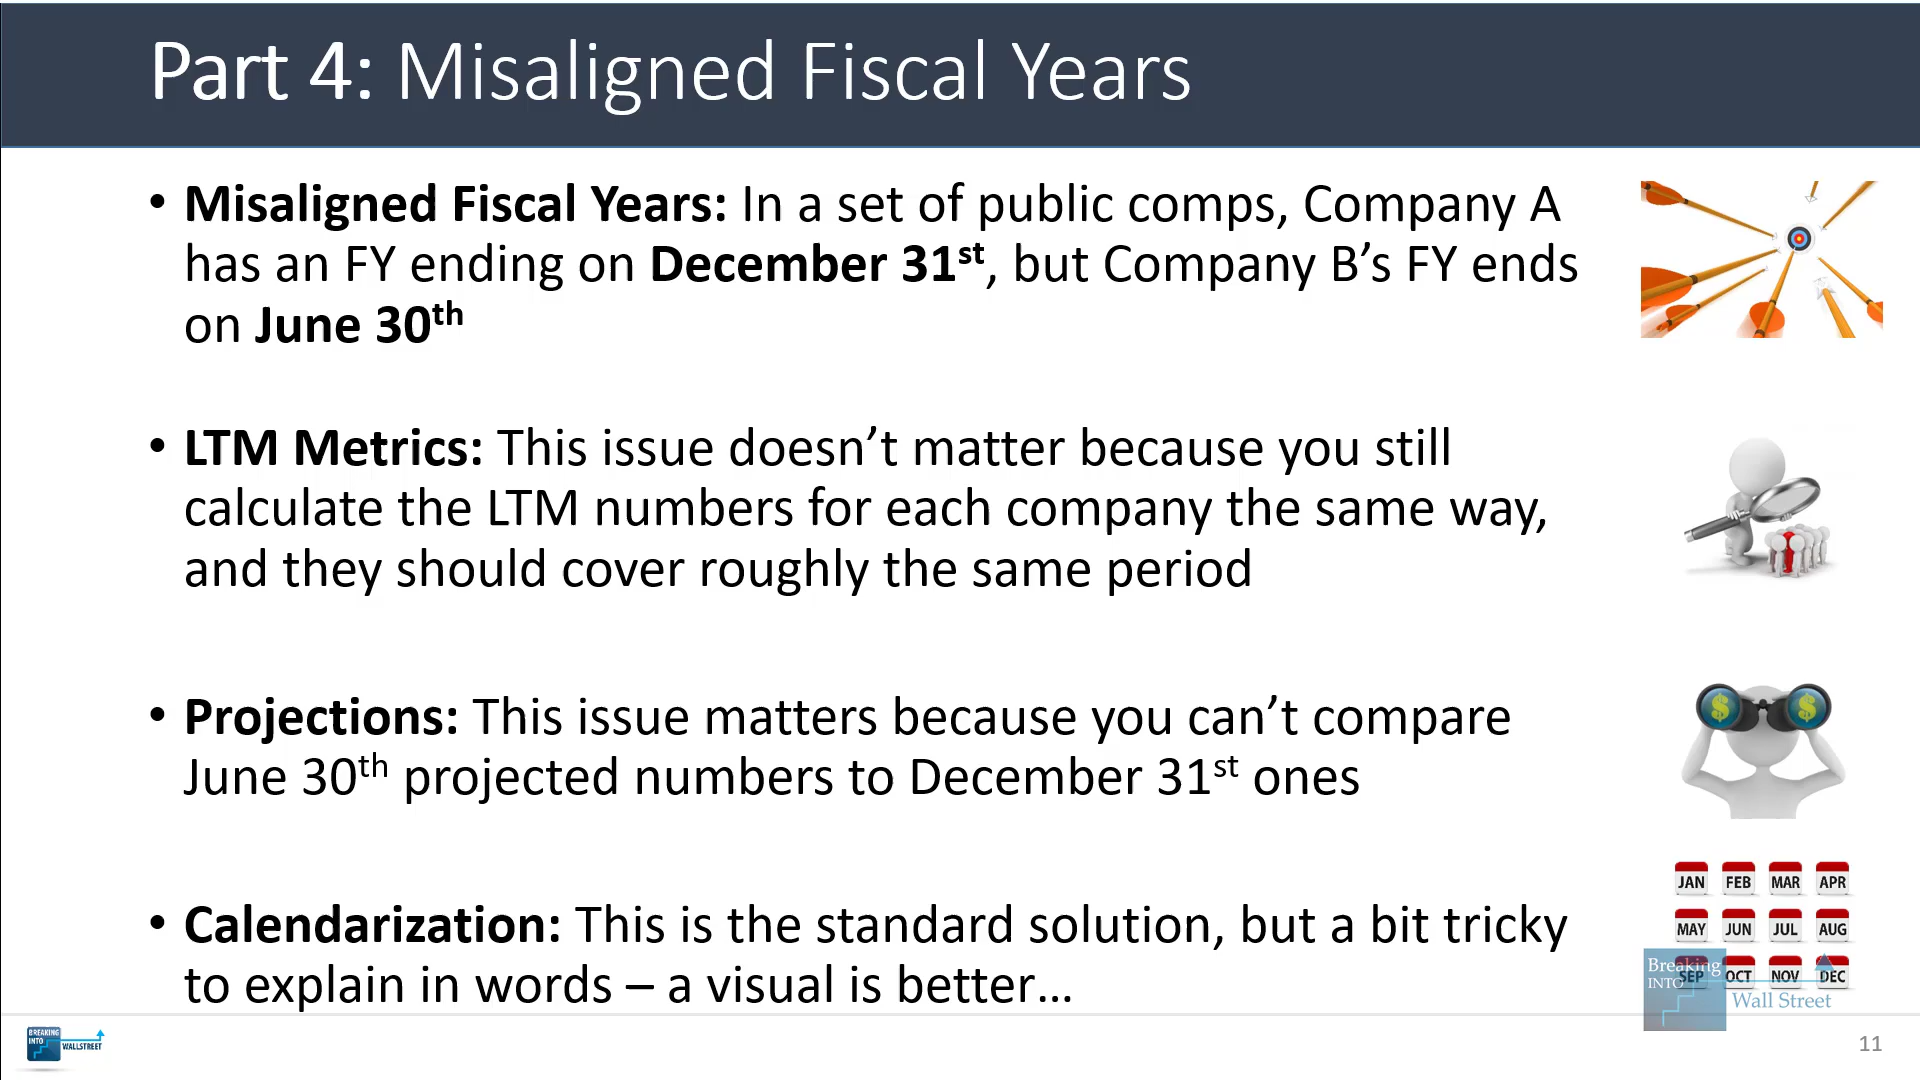 Part 4: Misaligned Fiscal Years
• Misaligned Fiscal Years: In a set of public comps, Company A
has an FY ending on December 31st, but Company B’s FY ends
on June 30th
• LTM Metrics: This issue doesn’t matter because you still
calculate the LTM numbers for each company the same way,
and they should cover roughly the same period
• Projections: This issue matters because you can’t compare
June 30th projected numbers to December 31st ones
• Calendarization: This is the standard solution, but a bit tricky
to explain in words – a visual is better…
$ $
JAN FEB MAR APR
MAY JUN JUL AUG
SEP OCT NOV DEC
Breaking
INTO
Wall Street
BREAKING
INTO
WALLSTREET
11